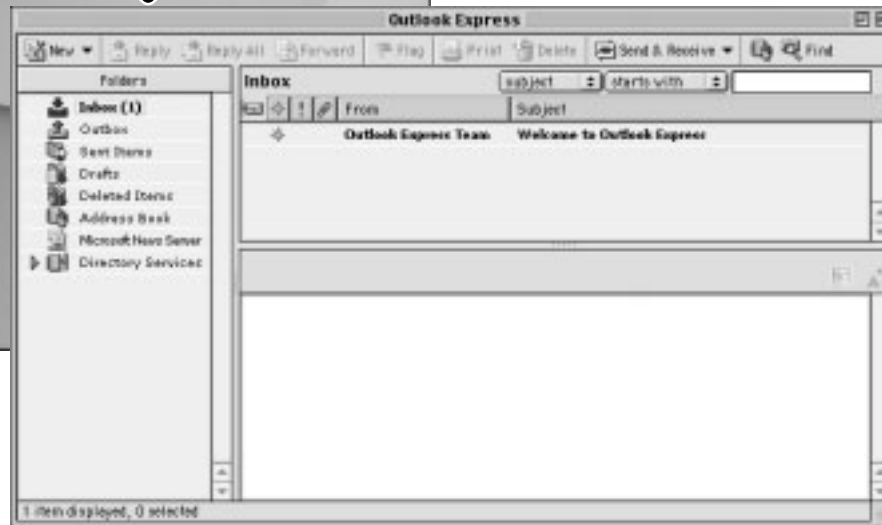 Outlook Express
New Reply Reply All Forward Flag Print Delete Send & Receive Find
Folders
Inbox (1)
Outbox
Sent Items
Drafts
Deleted Items
Address Book
Microsoft News Server
Directory Services
Inbox subject starts with
! From Subject
Outlook Express Team Welcome to Outlook Express
1 item displayed, 0 selected